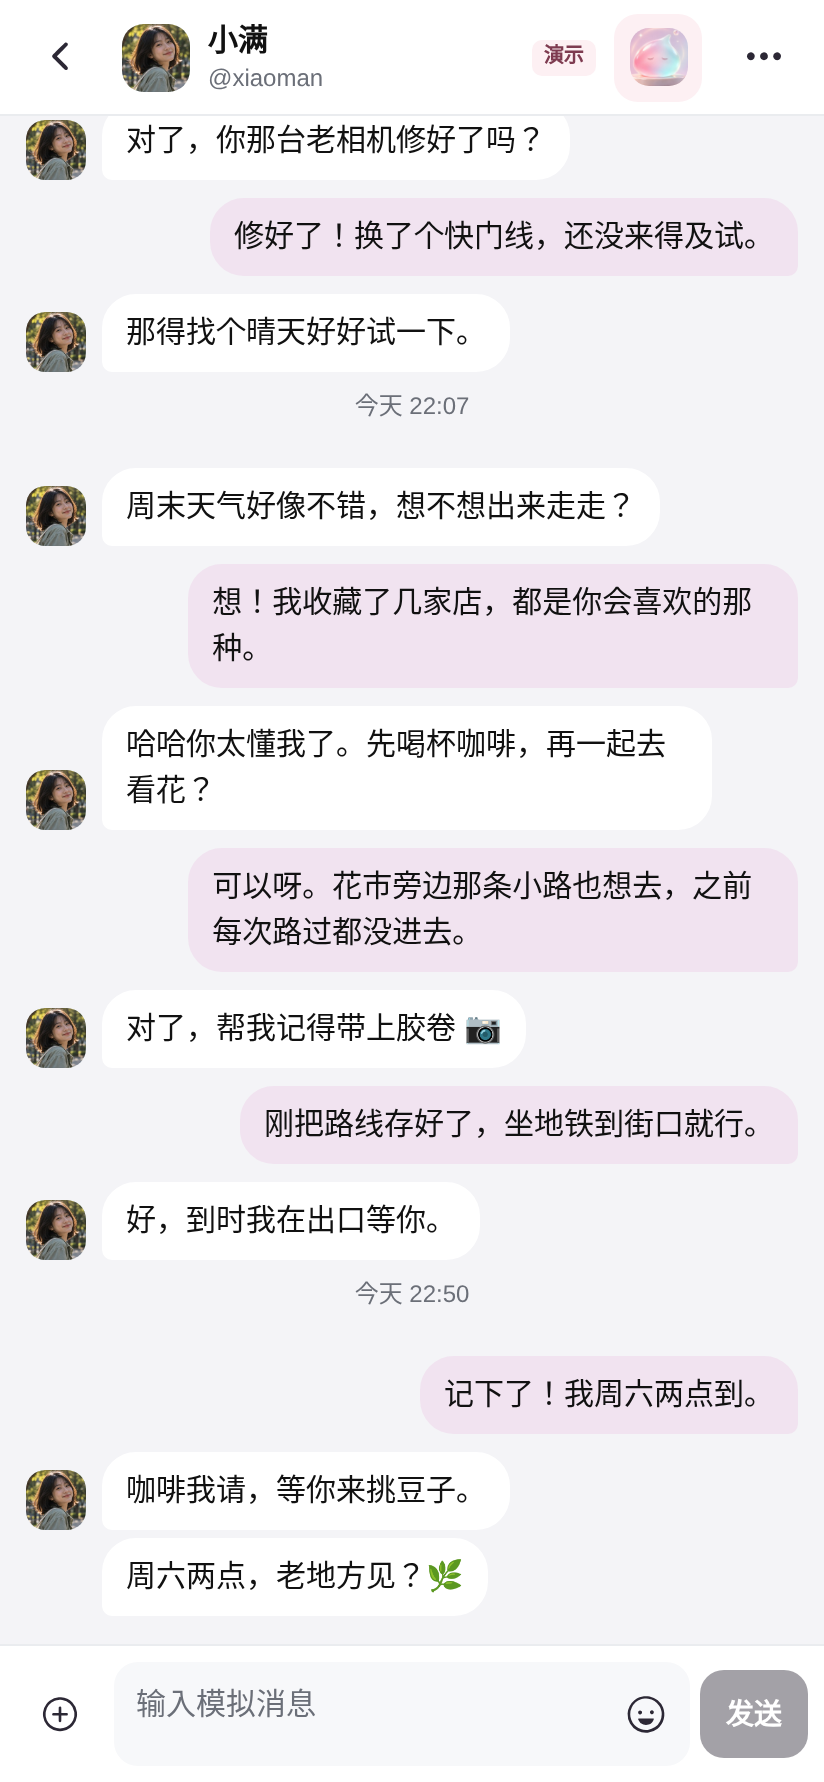 小满
@xiaoman
演示
对了，你那台老相机修好了吗？
修好了！换了个快门线，还没来得及试。
那得找个晴天好好试一下。
今天 22:07
周末天气好像不错，想不想出来走走？
想！我收藏了几家店，都是你会喜欢的那
种。
哈哈你太懂我了。先喝杯咖啡，再一起去
看花？
可以呀。花市旁边那条小路也想去，之前
每次路过都没进去。
对了，帮我记得带上胶卷 📷
刚把路线存好了，坐地铁到街口就行。
好，到时我在出口等你。
今天 22:50
记下了！我周六两点到。
咖啡我请，等你来挑豆子。
周六两点，老地方见？🌿
输入模拟消息
发送